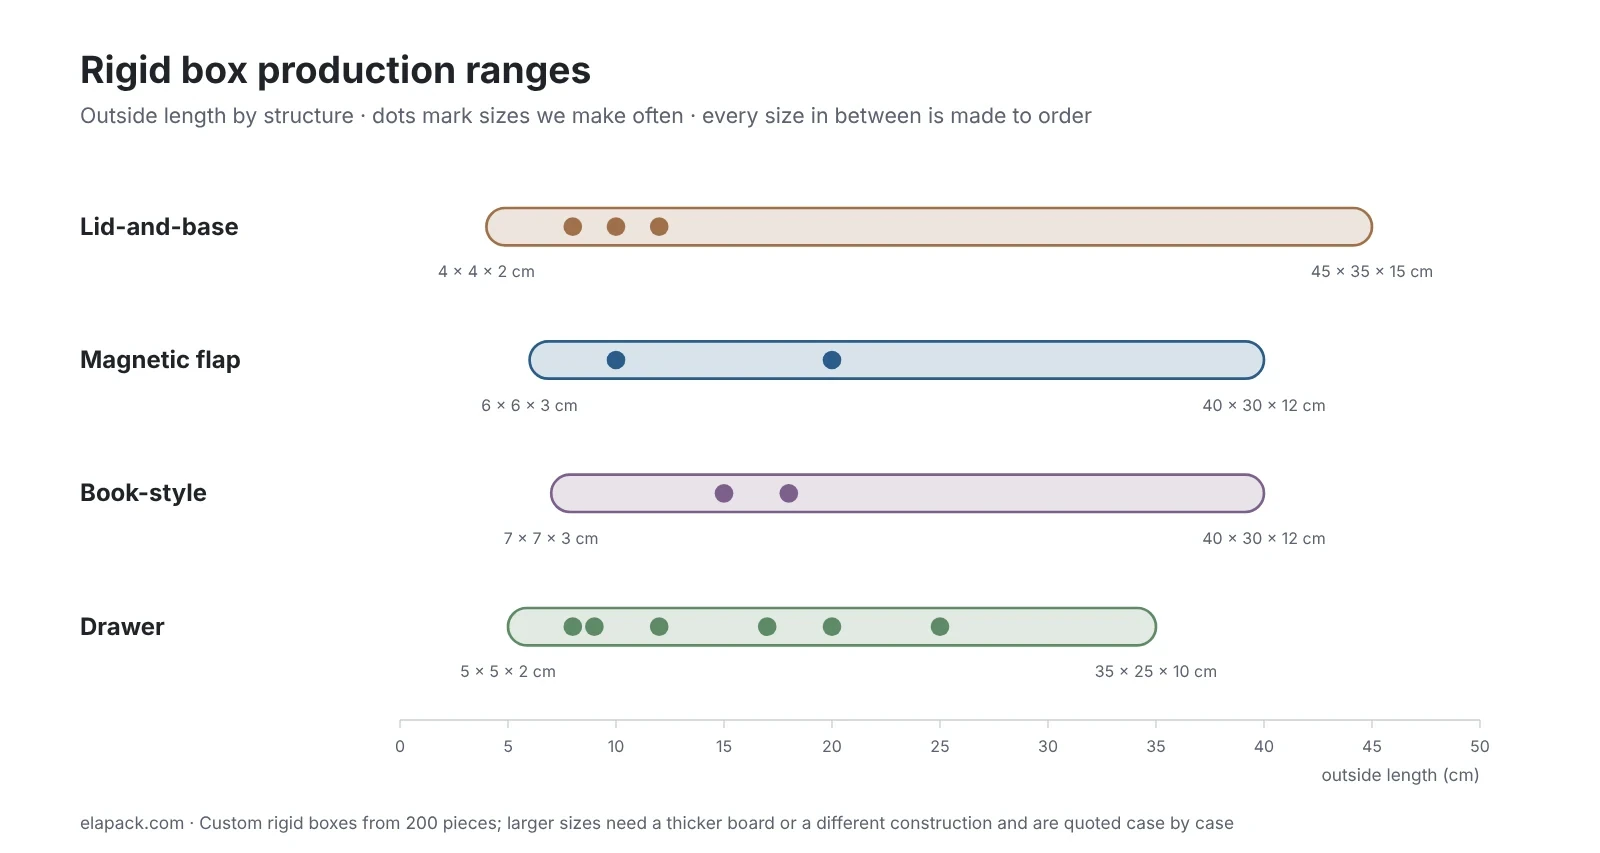 Rigid box production ranges
Outside length by structure · dots mark sizes we make often · every size in between is made to order
Lid-and-base
4 × 4 × 2 cm
45 × 35 × 15 cm
Magnetic flap
6 × 6 × 3 cm
40 × 30 × 12 cm
Book-style
7 × 7 × 3 cm
40 × 30 × 12 cm
Drawer
5 × 5 × 2 cm
35 × 25 × 10 cm
0 5 10 15 20 25 30 35 40 45 50
outside length (cm)
elapack.com · Custom rigid boxes from 200 pieces; larger sizes need a thicker board or a different construction and are quoted case by case